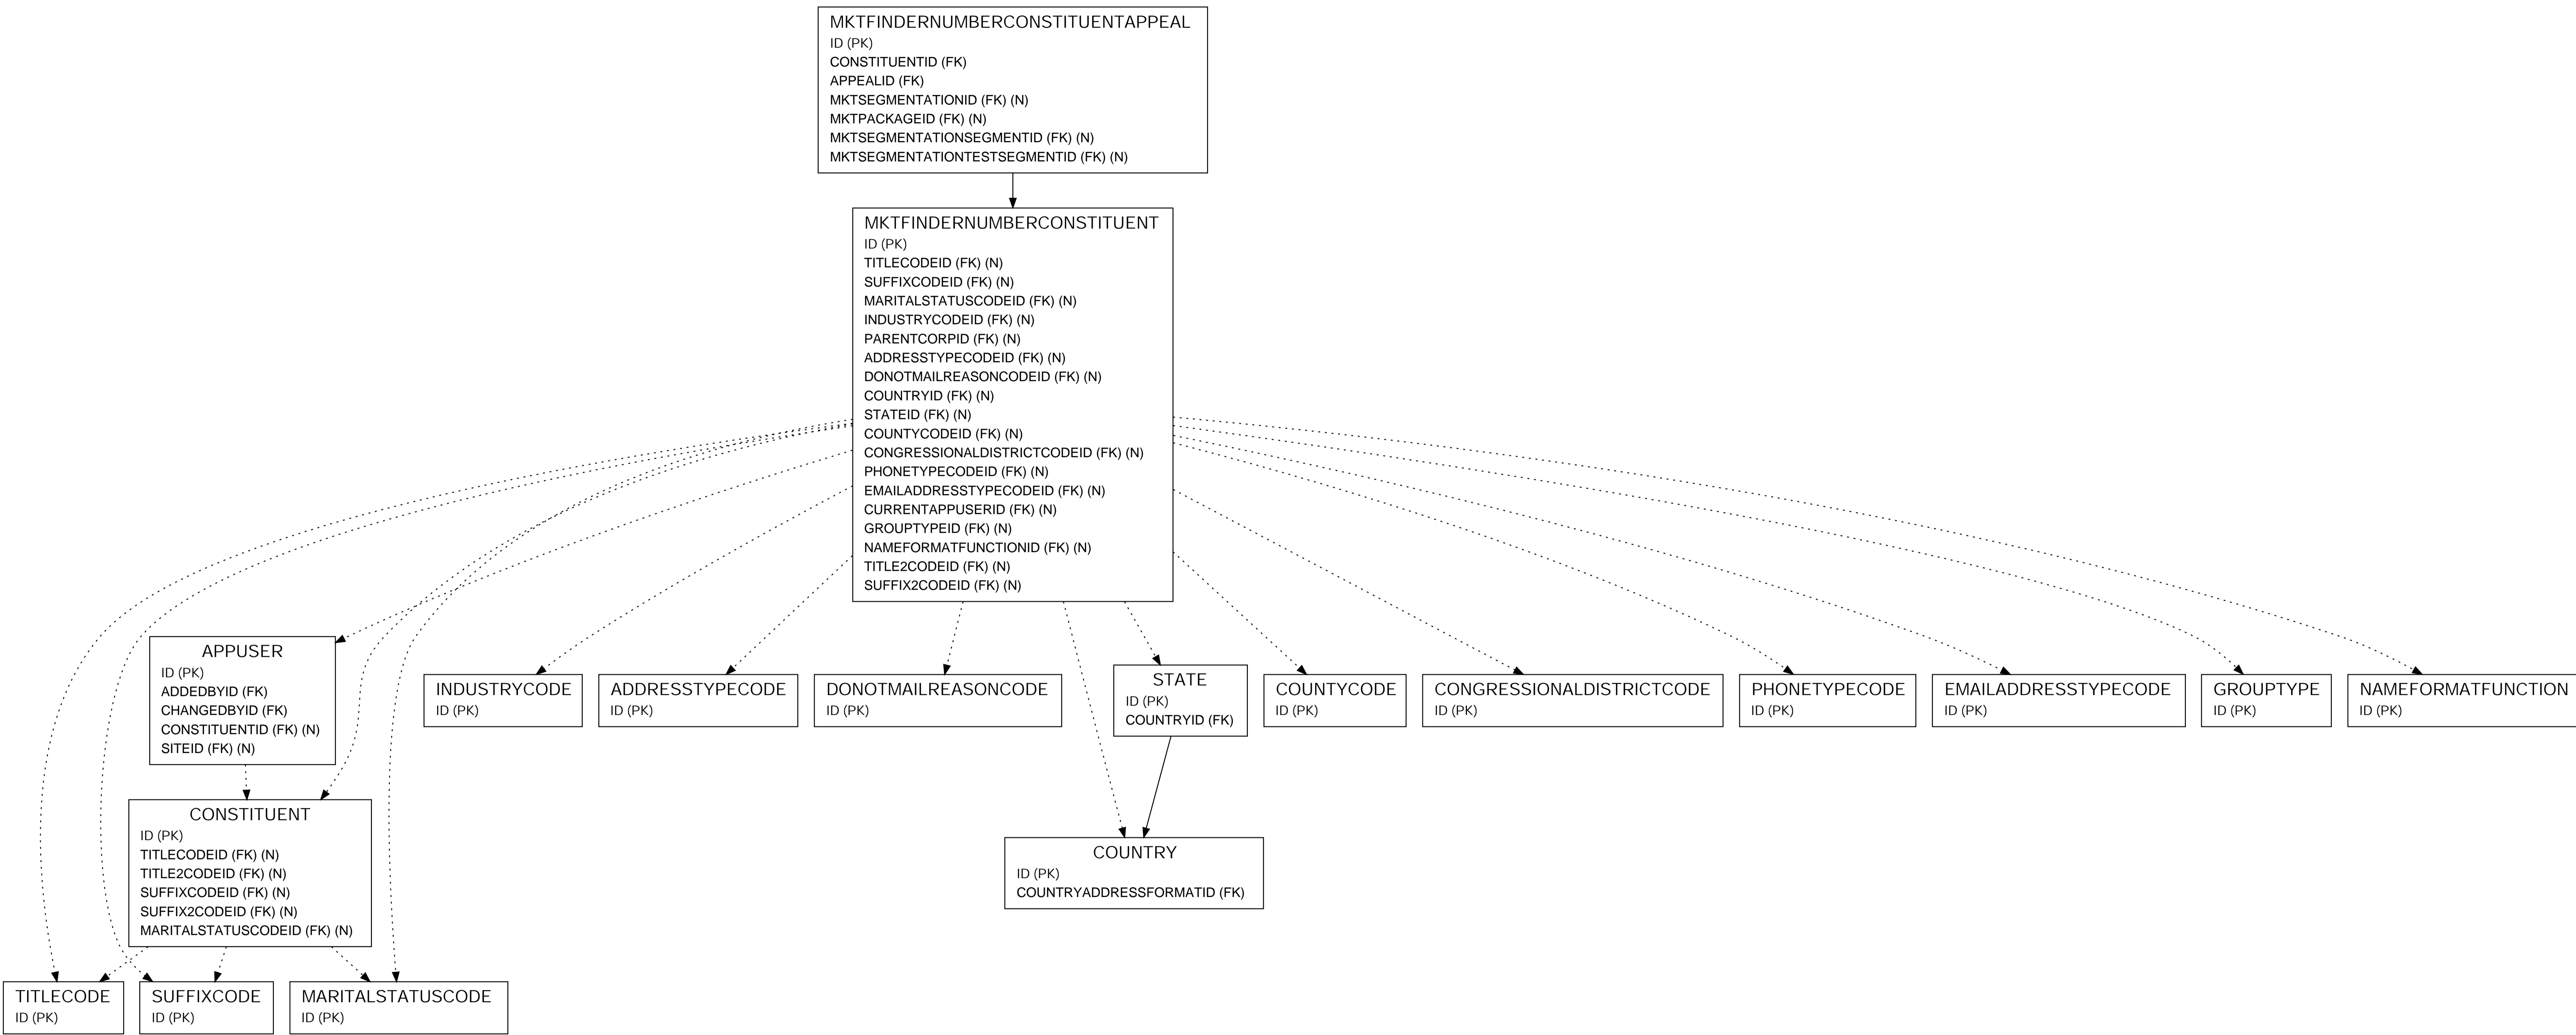 MKTFINDERNUMBERCONSTITUENTAPPEAL
ID (PK)
CONSTITUENTID (FK)
APPEALID (FK)
MKTSEGMENTATIONID (FK) (N)
MKTPACKAGEID (FK) (N)
MKTSEGMENTATIONSEGMENTID (FK) (N)
MKTSEGMENTATIONTESTSEGMENTID (FK) (N)
MKTFINDERNUMBERCONSTITUENT
ID (PK)
TITLECODEID (FK) (N)
SUFFIXCODEID (FK) (N)
MARITALSTATUSCODEID (FK) (N)
INDUSTRYCODEID (FK) (N)
PARENTCORPID (FK) (N)
ADDRESSTYPECODEID (FK) (N)
DONOTMAILREASONCODEID (FK) (N)
COUNTRYID (FK) (N)
STATEID (FK) (N)
COUNTYCODEID (FK) (N)
CONGRESSIONALDISTRICTCODEID (FK) (N)
PHONETYPECODEID (FK) (N)
EMAILADDRESSTYPECODEID (FK) (N)
CURRENTAPPUSERID (FK) (N)
GROUPTYPEID (FK) (N)
NAMEFORMATFUNCTIONID (FK) (N)
TITLE2CODEID (FK) (N)
SUFFIX2CODEID (FK) (N)
APPUSER
ID (PK)
ADDEDBYID (FK)
CHANGEDBYID (FK)
CONSTITUENTID (FK) (N)
SITEID (FK) (N)
INDUSTRYCODE
ID (PK)
ADDRESSTYPECODE
ID (PK)
DONOTMAILREASONCODE
ID (PK)
STATE
ID (PK)
COUNTRYID (FK)
COUNTYCODE
ID (PK)
CONGRESSIONALDISTRICTCODE
ID (PK)
PHONETYPECODE
ID (PK)
EMAILADDRESSTYPECODE
ID (PK)
GROUPTYPE
ID (PK)
NAMEFORMATFUNCTION
ID (PK)
CONSTITUENT
ID (PK)
TITLECODEID (FK) (N)
TITLE2CODEID (FK) (N)
SUFFIXCODEID (FK) (N)
SUFFIX2CODEID (FK) (N)
MARITALSTATUSCODEID (FK) (N)
COUNTRY
ID (PK)
COUNTRYADDRESSFORMATID (FK)
TITLECODE
ID (PK)
SUFFIXCODE
ID (PK)
MARITALSTATUSCODE
ID (PK)